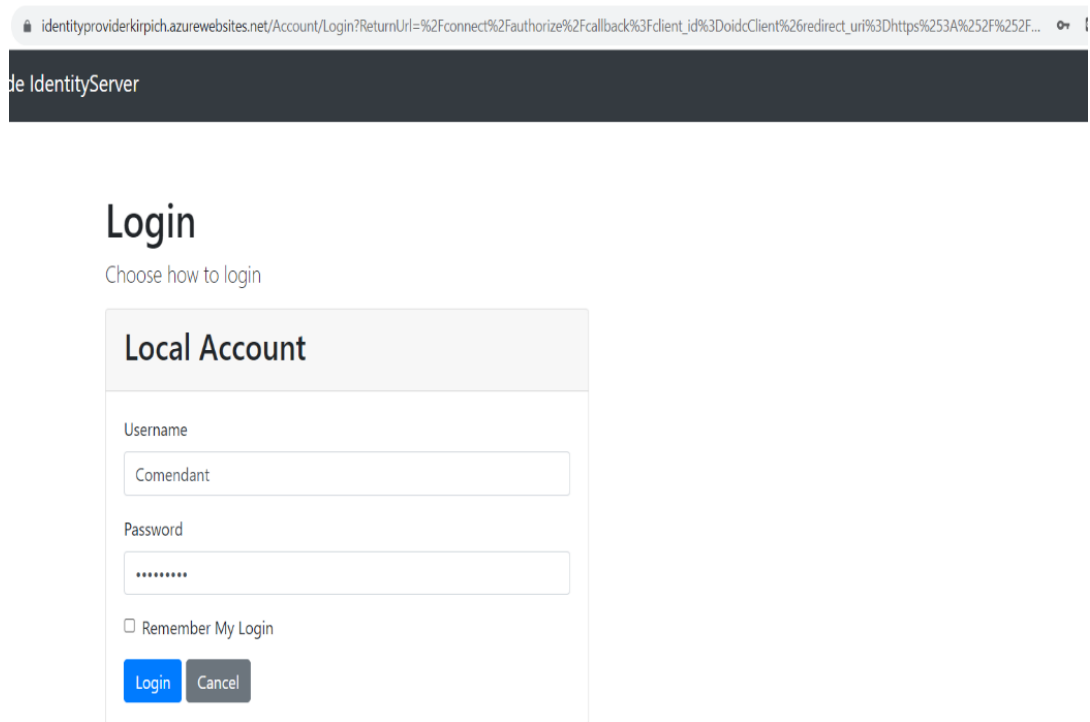 identityproviderkirpich.azurewebsites.net/Account/Login?ReturnUrl=%2Fconnect%2Fauthorize%2Fcallback%3Fclient_id%3DoidcClient%26redirect_uri%3Dhttps%253A%252F%252F...
de IdentityServer
Login
Choose how to login
Local Account
Username
Comendant
Password
•••••••••
Remember My Login
Login Cancel